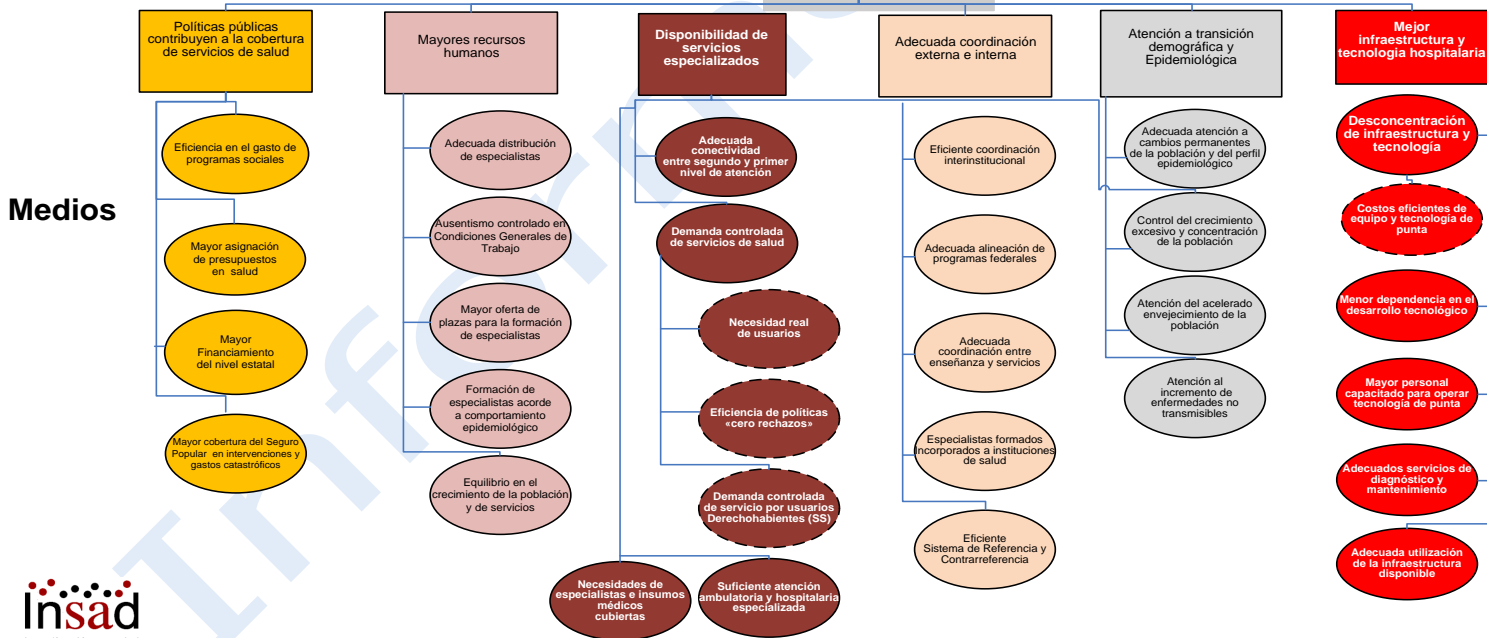 Políticas públicas
contribuyen a la cobertura
de servicios de salud
Mayores recursos
humanos
Disponibilidad de
servicios
especializados
Adecuada coordinación
externa e interna
Atención a transición
demográfica y
Epidemiológica
Mejor
infraestructura y
tecnología hospitalaria
Medios
Eficiencia en el gasto de
programas sociales
Mayor asignación
de presupuestos
en salud
Mayor
Financiamiento
del nivel estatal
Mayor cobertura del Seguro
Popular en intervenciones y
gastos catastróficos
Adecuada distribución
de especialistas
Ausentismo controlado en
Condiciones Generales de
Trabajo
Mayor oferta de
plazas para la formación
de especialistas
Formación de
especialistas acorde
a comportamiento
epidemiológico
Equilibrio en el
crecimiento de la población
y de servicios
Adecuada
conectividad
entre segundo y primer
nivel de atención
Demanda controlada
de servicios de salud
Necesidad real
de usuarios
Eficiencia de políticas
«cero rechazos»
Demanda controlada
de servicio por usuarios
Derechohabientes (SS)
Necesidades de
especialistas e insumos
médicos
cubiertas
Suficiente atención
ambulatoria y hospitalaria
especializada
Eficiente coordinación
interinstitucional
Adecuada alineación de
programas federales
Adecuada
coordinación entre
enseñanza y servicios
Especialistas formados
Incorporados a instituciones
de salud
Eficiente
Sistema de Referencia y
Contrarreferencia
Adecuada atención a
cambios permanentes
de la población y del perfil
epidemiológico
Control del crecimiento
excesivo y concentración
de la población
Atención del acelerado
envejecimiento de la
población
Atención al
incremento de
enfermedades no
transmisibles
Desconcentración
de infraestructura y
tecnología
Costos eficientes de
equipo y tecnología de
punta
Menor dependencia en el
desarrollo tecnológico
Mayor personal
capacitado para operar
tecnología de punta
Adecuados servicios de
diagnóstico y
mantenimiento
Adecuada utilización
de la infraestructura
disponible
Insad